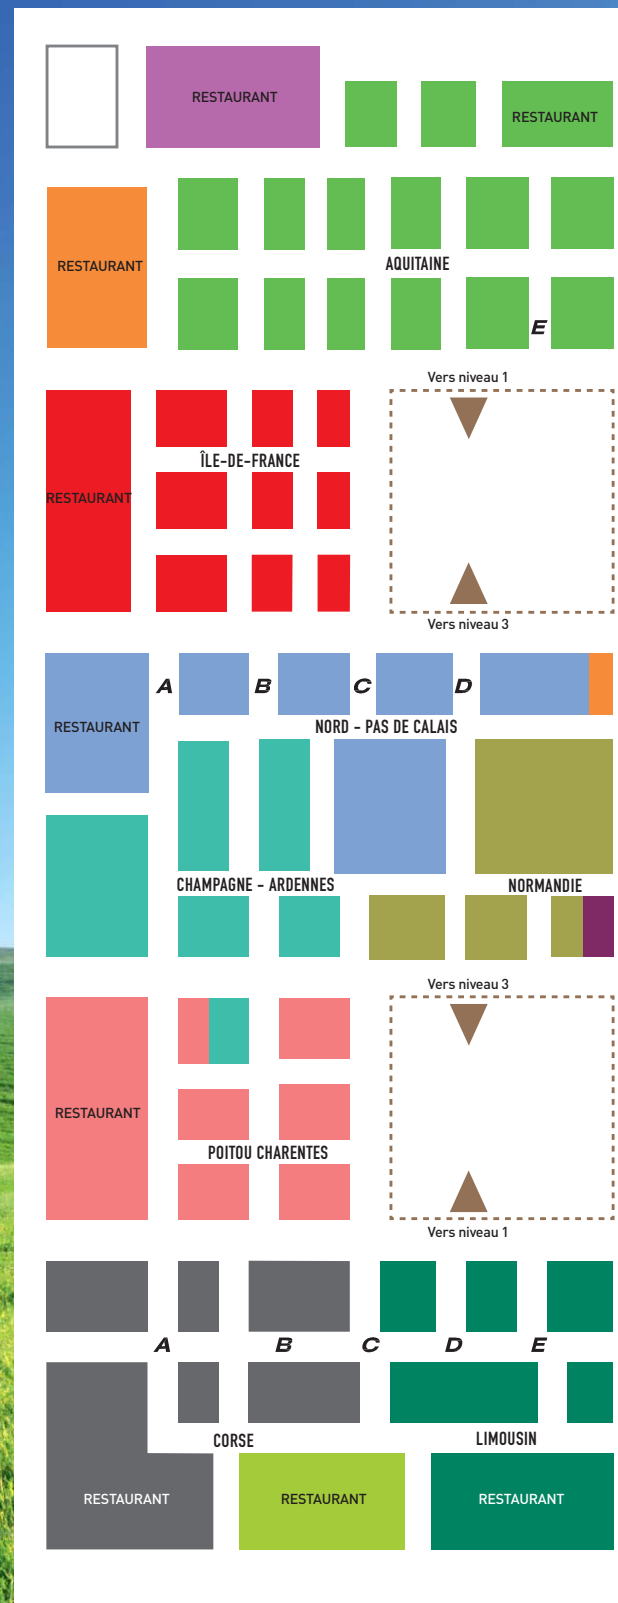 RESTAURANT
RESTAURANT
RESTAURANT
AQUITAINE
E
Vers niveau 1
ÎLE-DE-FRANCE
RESTAURANT
Vers niveau 3
A B C D
RESTAURANT
NORD - PAS DE CALAIS
CHAMPAGNE - ARDENNES
NORMANDIE
Vers niveau 3
RESTAURANT
POITOU CHARENTES
Vers niveau 1
A B C D E
CORSE
LIMOUSIN
RESTAURANT
RESTAURANT
RESTAURANT